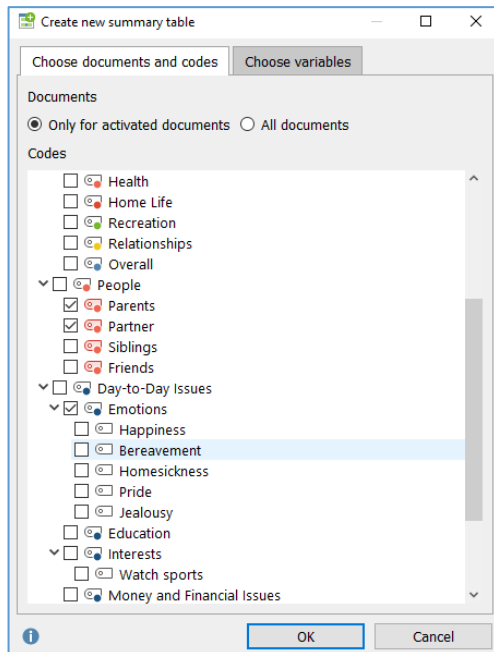 Create new summary table
Choose documents and codes Choose variables
Documents
Only for activated documents All documents
Codes
Health
Home Life
Recreation
Relationships
Overall
People
Parents
Partner
Siblings
Friends
Day-to-Day Issues
Emotions
Happiness
Bereavement
Homesickness
Pride
Jealousy
Education
Interests
Watch sports
Money and Financial Issues
OK Cancel